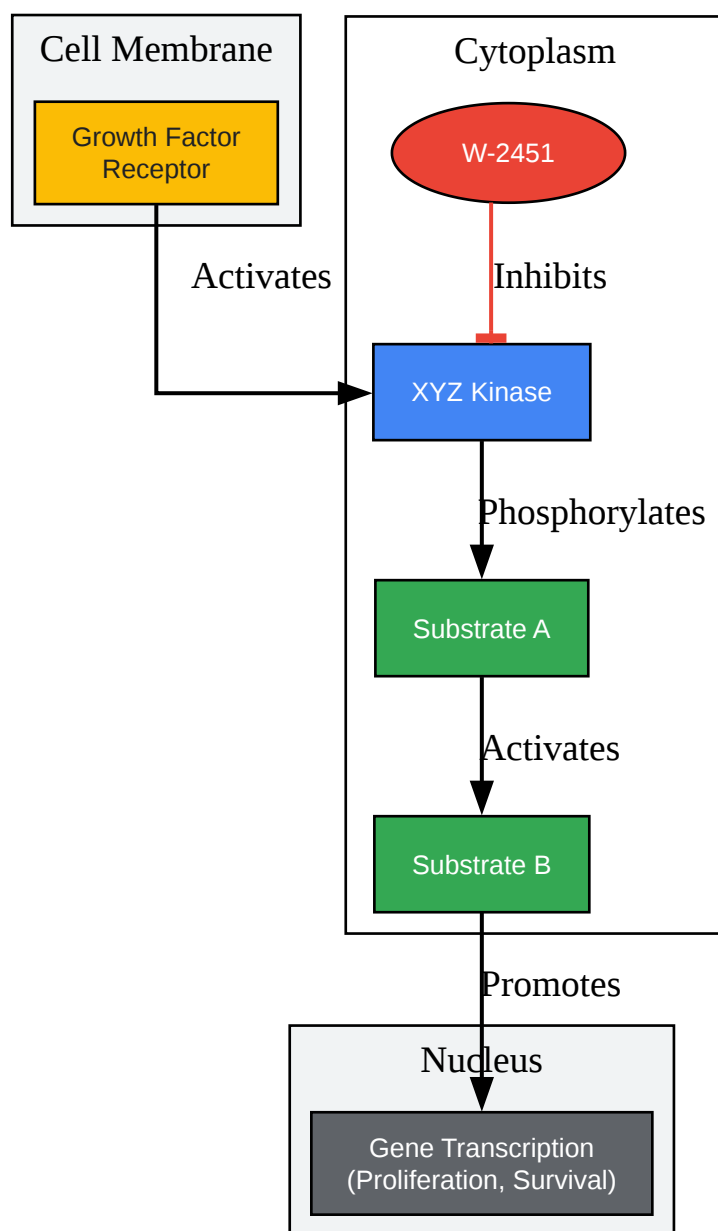 Cell Membrane
Growth Factor
Receptor
Cytoplasm
W-2451
Activates
Inhibits
XYZ Kinase
Phosphorylates
Substrate A
Activates
Substrate B
Promotes
Nucleus
Gene Transcription
(Proliferation, Survival)